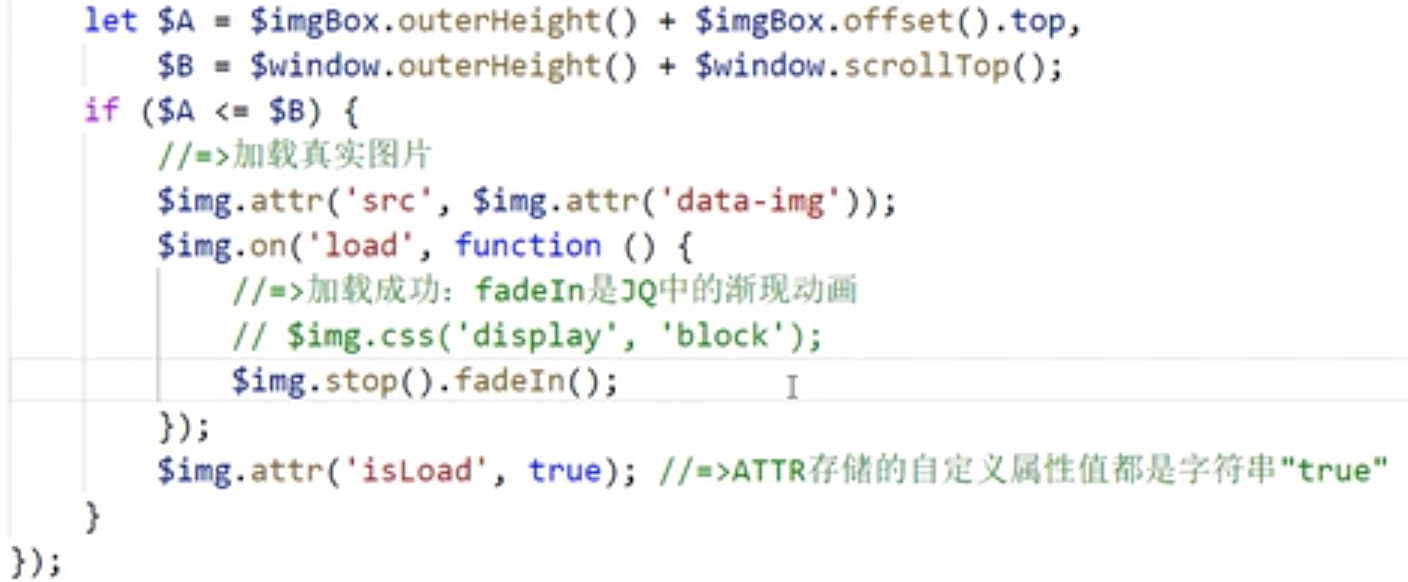 let $A = $imgBox.outerHeight() + $imgBox.offset().top,
$B = $window.outerHeight() + $window.scrollTop();
if ($A <= $B) {
//=>加载真实图片
$img.attr('src', $img.attr('data-img'));
$img.on('load', function () {
//=>加载成功：fadeIn是JQ中的渐现动画
// $img.css('display', 'block');
$img.stop().fadeIn();
});
$img.attr('isLoad', true); //=>ATTR存储的自定义属性值都是字符串"true"
}
});